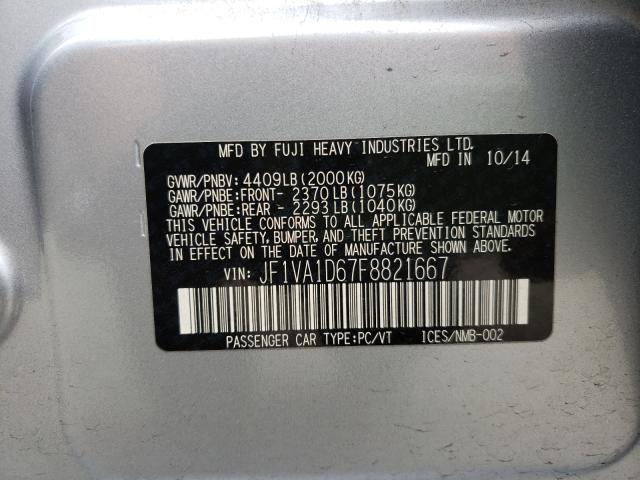 MFD BY FUJI HEAVY INDUSTRIES LTD.
MFD IN 10/14
GVWR/PNBV: 4409LB(2000KG)
GAWR/PNBE:FRONT- 2370LB(1075KG)
GAWR/PNBE:REAR - 2293LB(1040KG)
THIS VEHICLE CONFORMS TO ALL APPLICABLE FEDERAL MOTOR
VEHICLE SAFETY, BUMPER, AND THEFT PREVENTION STANDARDS
IN EFFECT ON THE DATE OF MANUFACTURE SHOWN ABOVE.
VIN: JF1VA1D67F8821667
PASSENGER CAR TYPE:PC/VT ICES/NMB-002